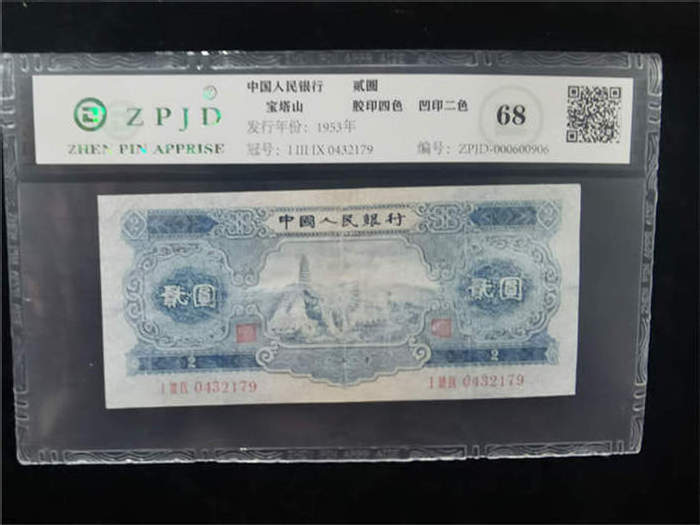 中国人民银行 贰圆
ZPJD
宝塔山 胶印四色 凹印二色
68
发行年份：1953年
ZHEN PIN APPRISE
冠号：I III IX 0432179 编号：ZPJD-000600906
中國人民銀行
貳圓 貳圓
2 2
I III IX 0432179 I III IX 0432179